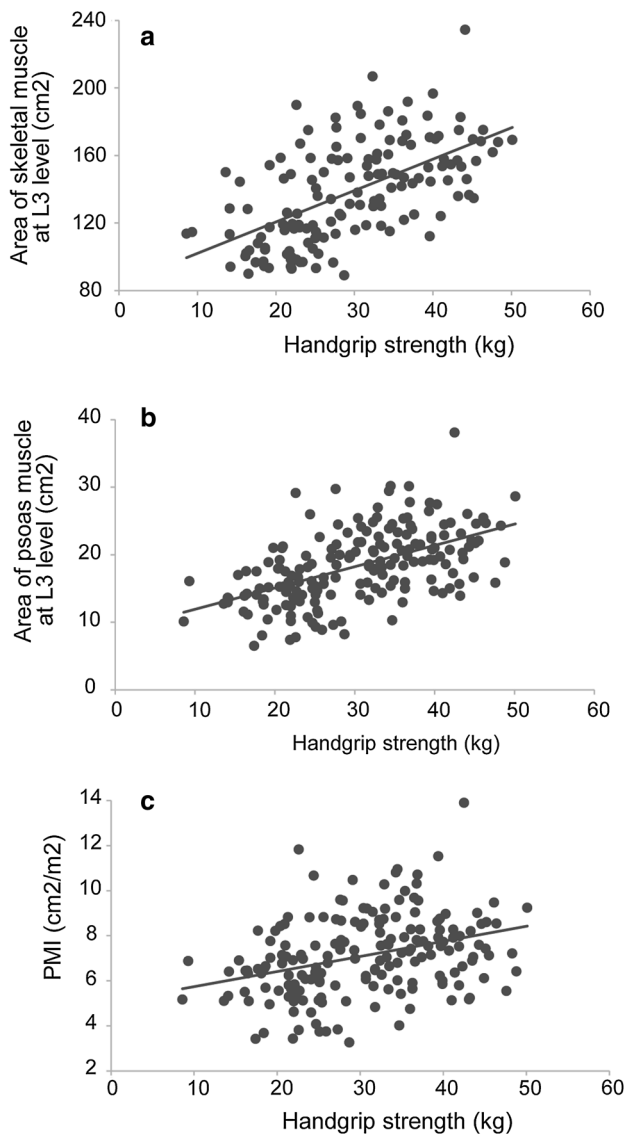 a
Area of skeletal muscle
at L3 level (cm2)
240
200
160
120
80
0 10 20 30 40 50 60
Handgrip strength (kg)
b
Area of psoas muscle
at L3 level (cm2)
40
30
20
10
0
0 10 20 30 40 50 60
Handgrip strength (kg)
c
PMI (cm2/m2)
14
12
10
8
6
4
2
0 10 20 30 40 50 60
Handgrip strength (kg)